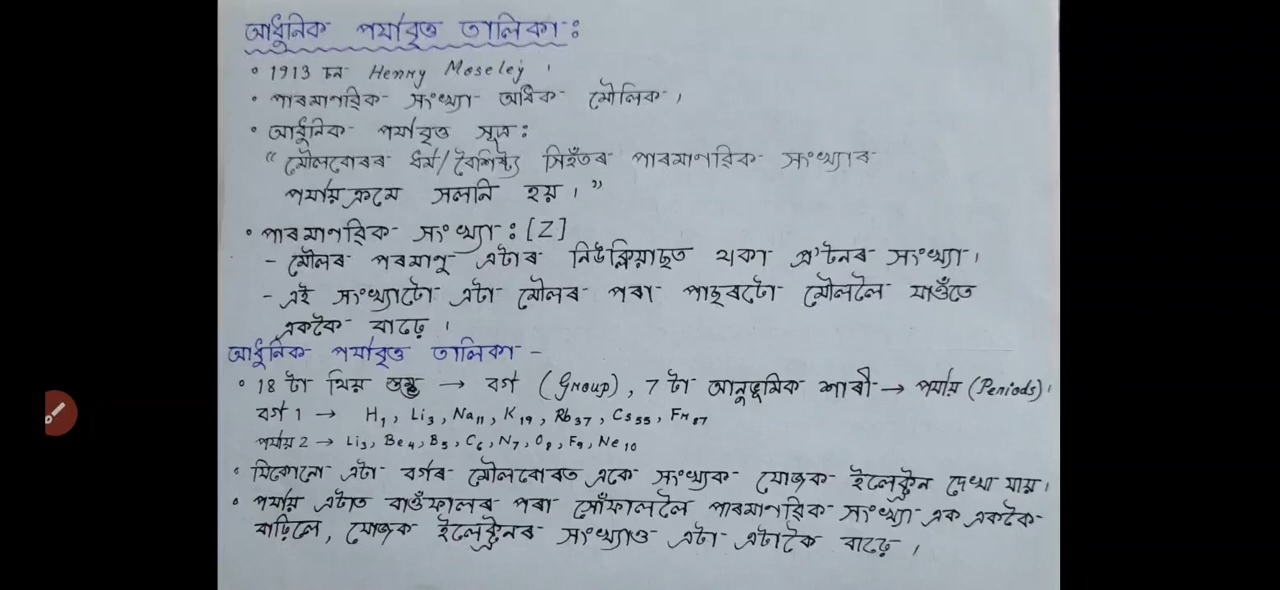 আধুনিক পৰ্যাবৃত্ত তালিকা :
• 1913 চন Henry Moseley ।
• পাৰমাণৱিক সংখ্যা অধিক মৌলিক ।
• আধুনিক পৰ্যাবৃত্ত সূত্ৰ :
“মৌলবোৰৰ ধৰ্ম/বৈশিষ্ট্য সিহঁতৰ পাৰমাণৱিক সংখ্যাৰ
পৰ্যায়ক্ৰমে সলনি হয় ।”
• পাৰমাণৱিক সংখ্যা : [Z]
- মৌলৰ পৰমাণু এটাৰ নিউক্লিয়াছত থকা প্ৰ'টনৰ সংখ্যা ।
- এই সংখ্যাটো এটা মৌলৰ পৰা পাছৰটো মৌললৈ যাওঁতে
এককৈ বাঢ়ে ।
আধুনিক পৰ্যাবৃত্ত তালিকা -
• 18 টা থিয় স্তম্ভ → বৰ্গ (Group), 7 টা আনুভূমিক শাৰী → পৰ্যায় (Periods) ।
বৰ্গ 1 → H₁, Li₃, Na₁₁, K₁₉, Rb₃₇, Cs₅₅, Fr₈₇
পৰ্যায় 2 → Li₃, Be₄, B₅, C₆, N₇, O₈, F₉, Ne₁₀
• যিকোনো এটা বৰ্গৰ মৌলবোৰত একে সংখ্যক যোজক ইলেক্ট্ৰন দেখা যায় ।
• পৰ্যায় এটাত বাওঁফালৰ পৰা সোঁফাললৈ পাৰমাণৱিক সংখ্যা এক এককৈ
বাঢ়িলে, যোজক ইলেক্ট্ৰনৰ সংখ্যাও এটা এটাকৈ বাঢ়ে ।